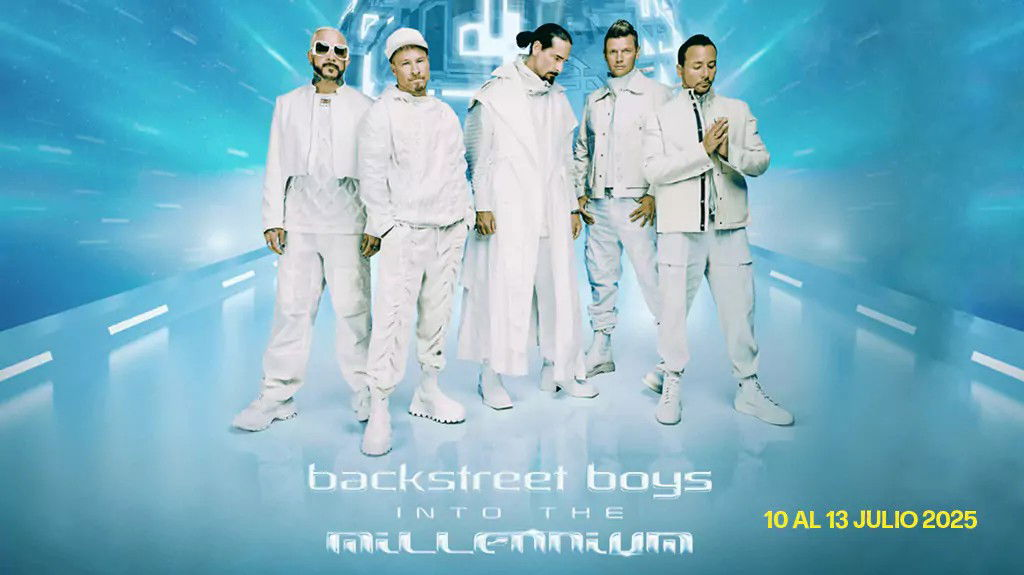 backstreet boys
INTO THE
millennium
10 AL 13 JULIO 2025